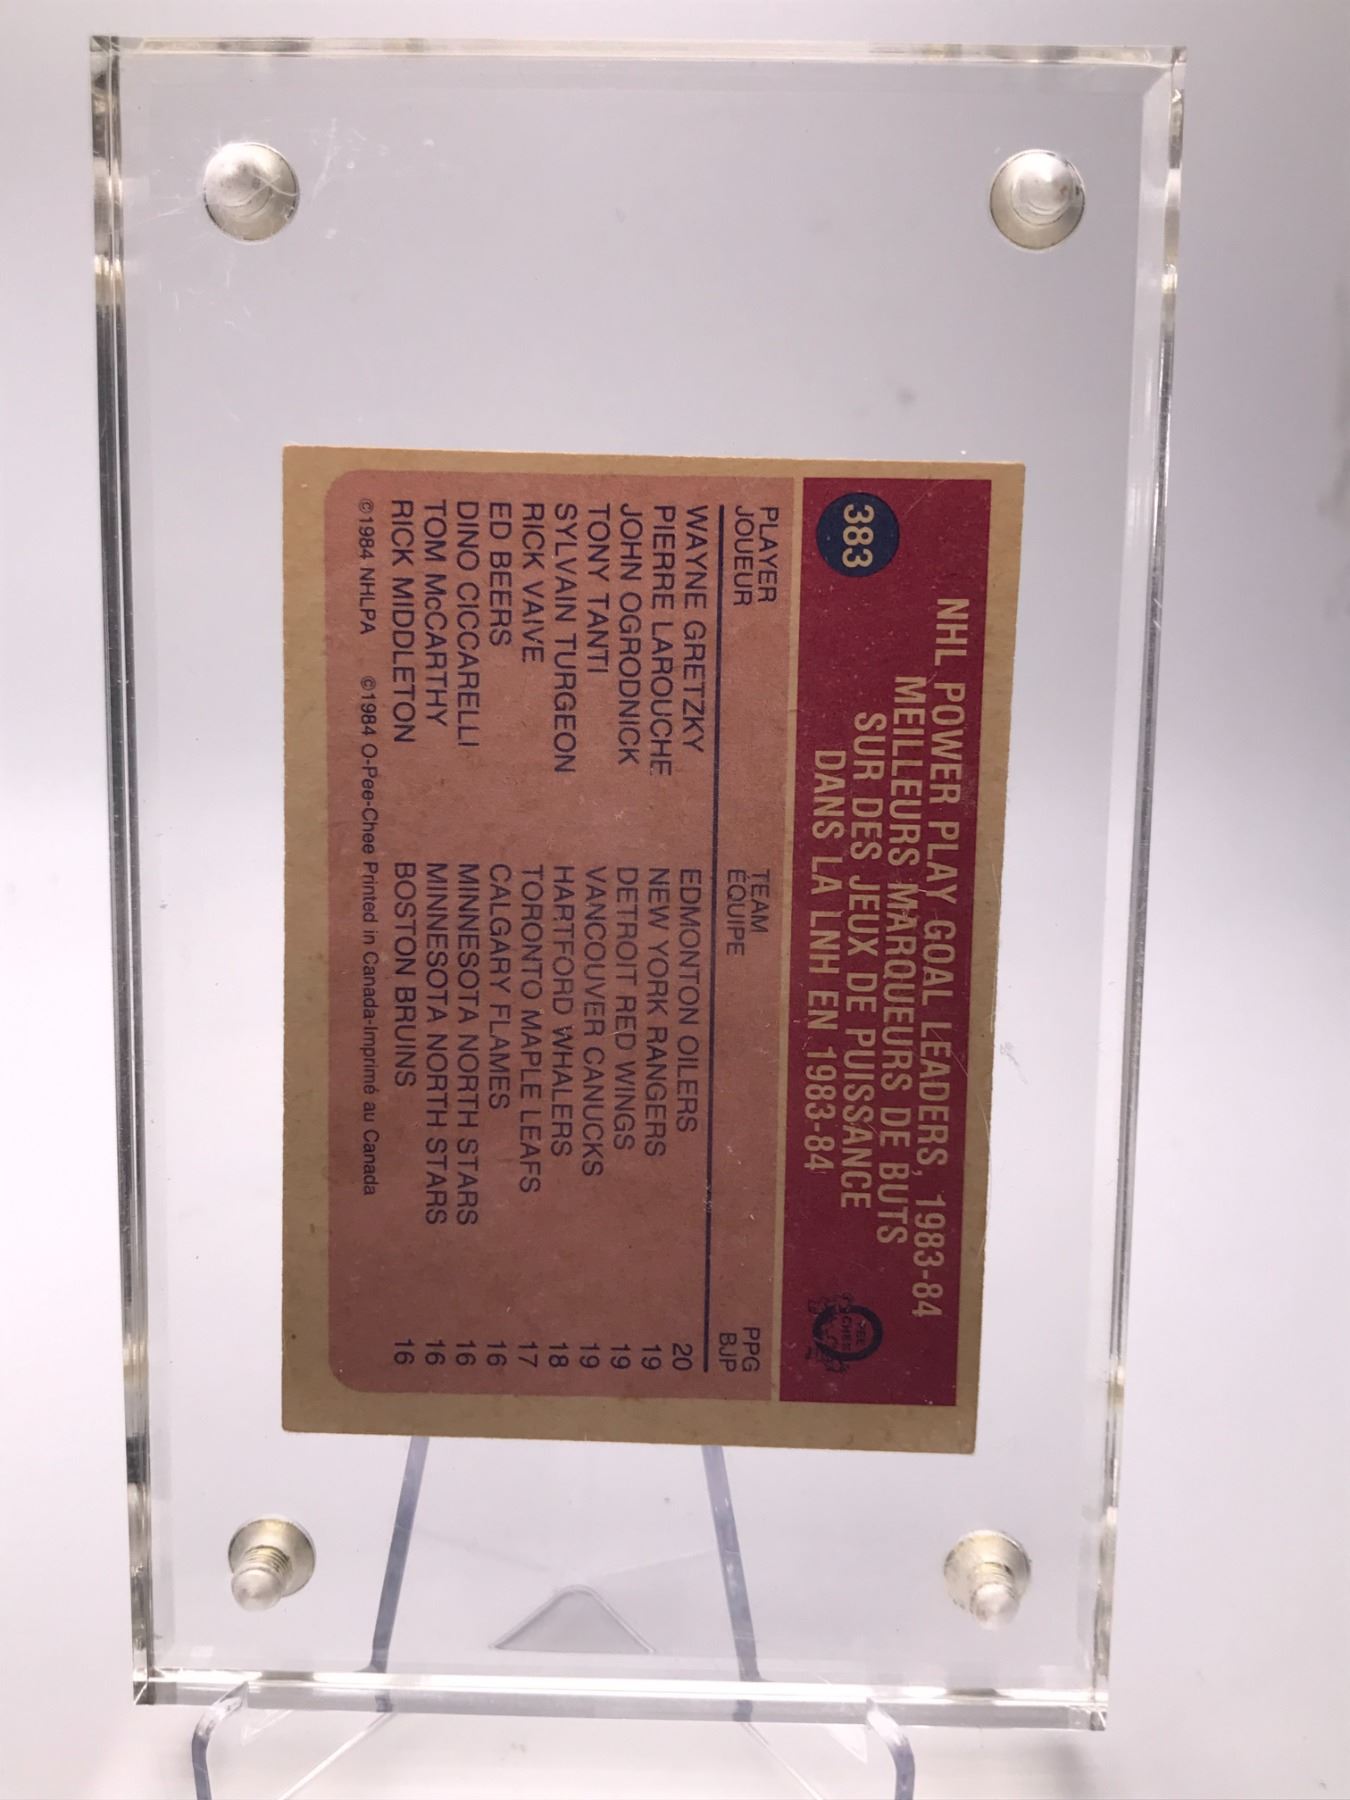 383
NHL POWER PLAY GOAL LEADERS, 1983-84
MEILLEURS MARQUEURS DE BUTS
SUR DES JEUX DE PUISSANCE
DANS LA LNH EN 1983-84
O PEE CHEE
PLAYER TEAM PPG
JOUEUR ÉQUIPE BJP
WAYNE GRETZKY EDMONTON OILERS 20
PIERRE LAROUCHE NEW YORK RANGERS 19
JOHN OGRODNICK DETROIT RED WINGS 19
TONY TANTI VANCOUVER CANUCKS 19
SYLVAIN TURGEON HARTFORD WHALERS 18
RICK VAIVE TORONTO MAPLE LEAFS 17
ED BEERS CALGARY FLAMES 16
DINO CICCARELLI MINNESOTA NORTH STARS 16
TOM McCARTHY MINNESOTA NORTH STARS 16
RICK MIDDLETON BOSTON BRUINS 16
©1984 NHLPA ©1984 O-Pee-Chee Printed in Canada-Imprimé au Canada